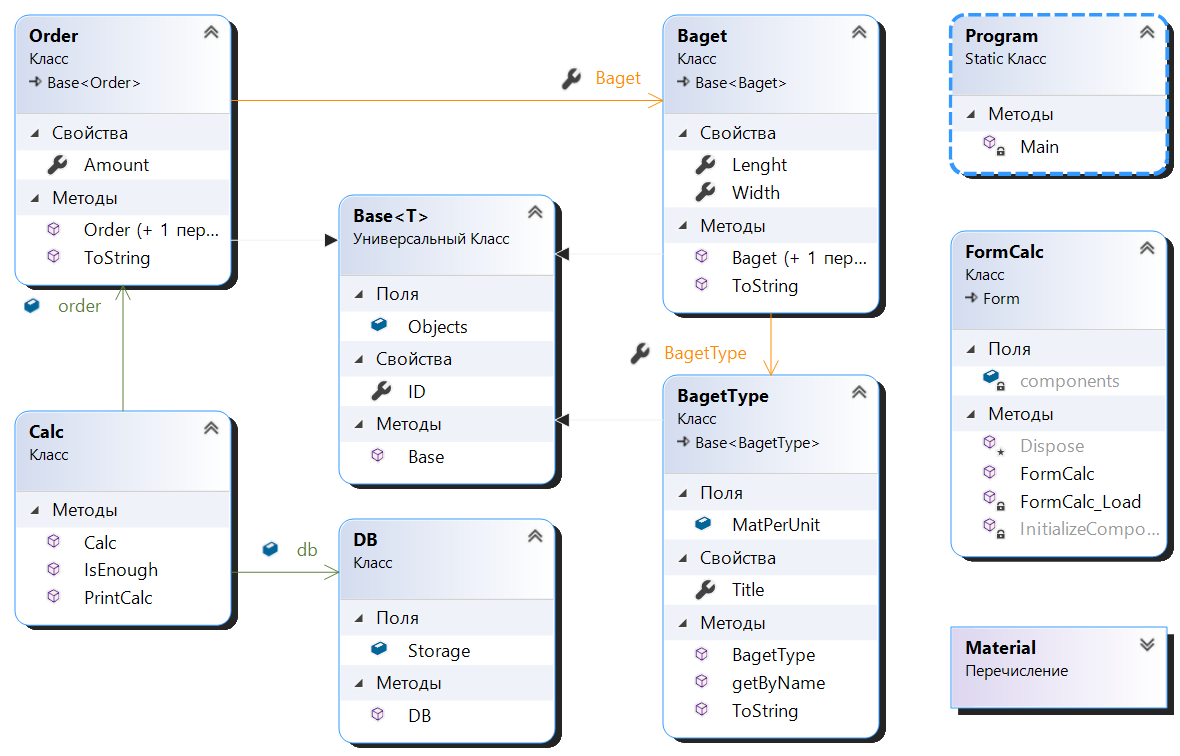 Order
Класс
Base<Order>
Свойства
Amount
Методы
Order (+ 1 пер...
ToString
order
Calc
Класс
Методы
Calc
IsEnough
PrintCalc
db
Base<T>
Универсальный Класс
Поля
Objects
Свойства
ID
Методы
Base
DB
Класс
Поля
Storage
Методы
DB
Baget
Baget
Класс
Base<Baget>
Свойства
Lenght
Width
Методы
Baget (+ 1 пер...
ToString
BagetType
BagetType
Класс
Base<BagetType>
Поля
MatPerUnit
Свойства
Title
Методы
BagetType
getByName
ToString
Program
Static Класс
Методы
Main
FormCalc
Класс
Form
Поля
components
Методы
Dispose
FormCalc
FormCalc_Load
InitializeCompo...
Material
Перечисление